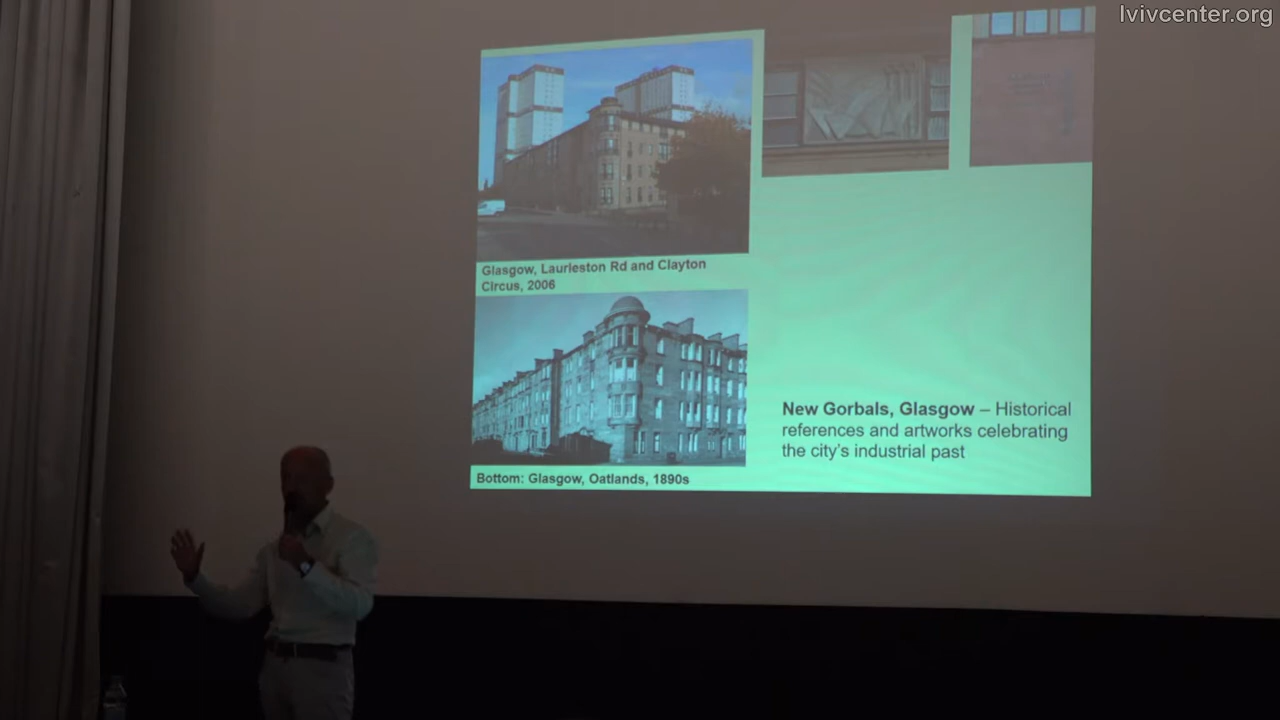 lvivcenter.org
Glasgow, Laurieston Rd and Clayton
Circus, 2006
Bottom: Glasgow, Oatlands, 1890s
New Gorbals, Glasgow – Historical
references and artworks celebrating
the city's industrial past